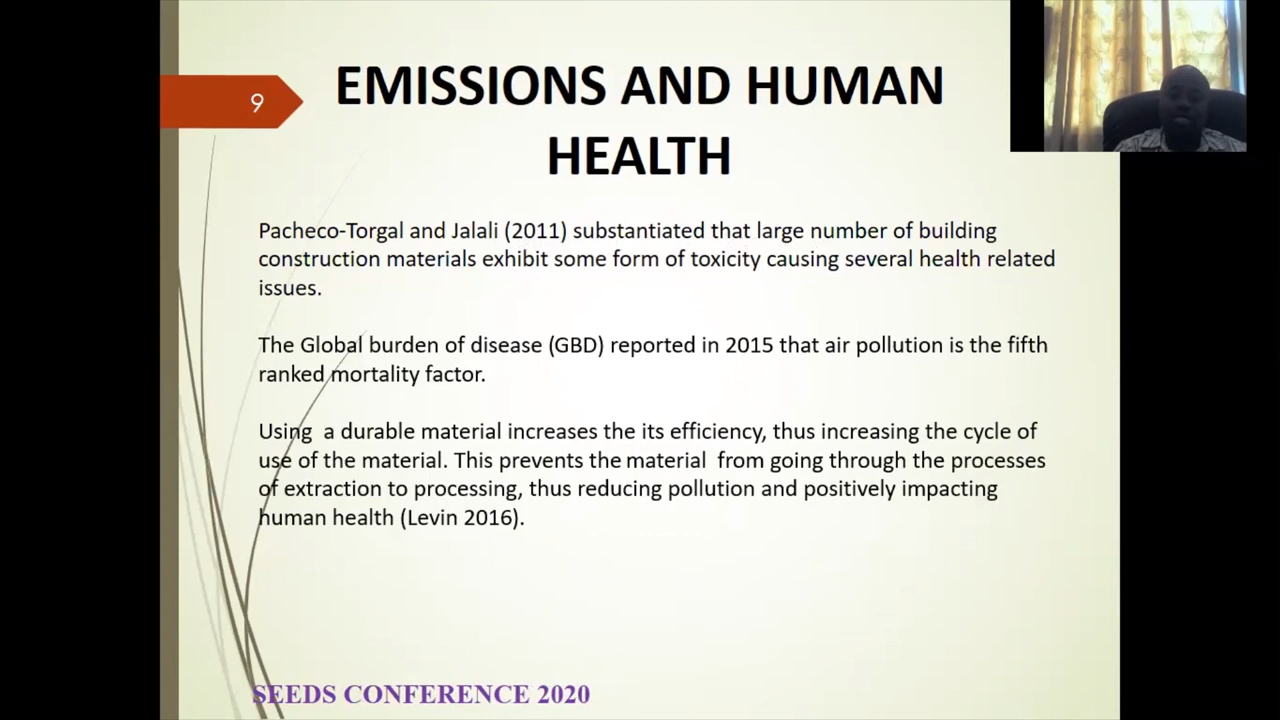 9
EMISSIONS AND HUMAN
HEALTH
Pacheco-Torgal and Jalali (2011) substantiated that large number of building
construction materials exhibit some form of toxicity causing several health related
issues.
The Global burden of disease (GBD) reported in 2015 that air pollution is the fifth
ranked mortality factor.
Using a durable material increases the its efficiency, thus increasing the cycle of
use of the material. This prevents the material from going through the processes
of extraction to processing, thus reducing pollution and positively impacting
human health (Levin 2016).
SEEDS CONFERENCE 2020